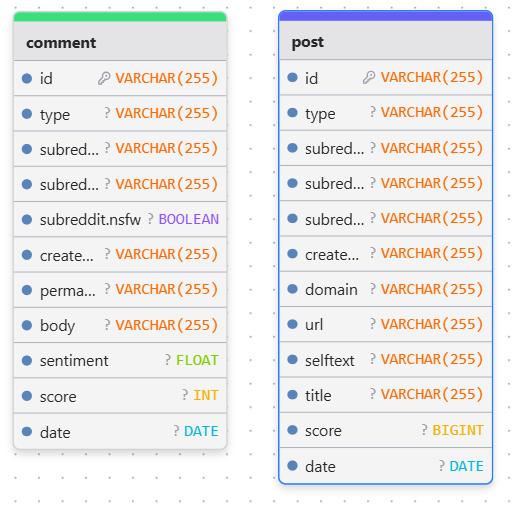 comment
id VARCHAR(255)
type ? VARCHAR(255)
subred... ? VARCHAR(255)
subred... ? VARCHAR(255)
subreddit.nsfw ? BOOLEAN
create... ? VARCHAR(255)
perma... ? VARCHAR(255)
body ? VARCHAR(255)
sentiment ? FLOAT
score ? INT
date ? DATE
post
id VARCHAR(255)
type ? VARCHAR(255)
subred... ? VARCHAR(255)
subred... ? VARCHAR(255)
subred... ? VARCHAR(255)
create... ? VARCHAR(255)
domain ? VARCHAR(255)
url ? VARCHAR(255)
selftext ? VARCHAR(255)
title ? VARCHAR(255)
score ? BIGINT
date ? DATE